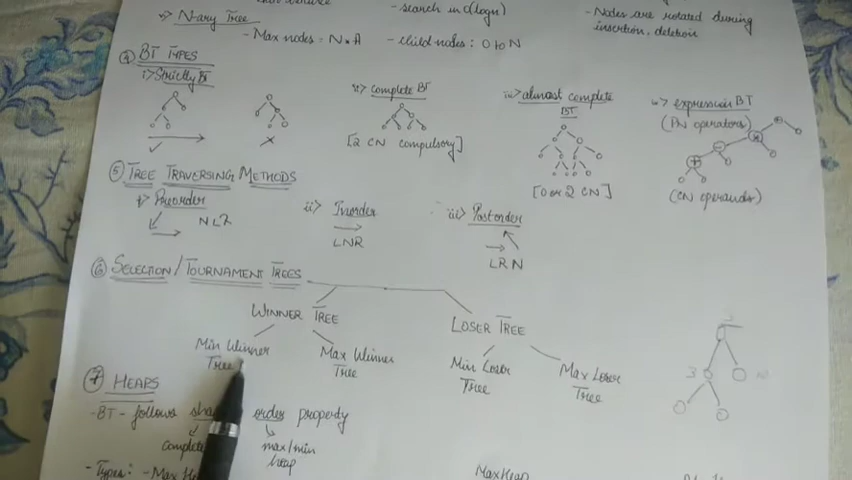 - search in O(logn)
- Nodes are rotated during
insertion, deletion
N-ary Tree
- Max nodes = N*A
- child nodes: 0 to N
④ BT TYPES
i> Strictly BT
ii> complete BT
[2 CN compulsory]
iii> almost complete
BT
[0 or 2 CN]
iv> expression BT
(PN operators)
(CN operands)
⑤ TREE TRAVERSING METHODS
i> Preorder
NLR
ii> Inorder
LNR
iii> Postorder
LRN
⑥ SELECTION/TOURNAMENT TREES
WINNER TREE
Min Winner
Tree
Max Winner
Tree
LOSER TREE
Min Loser
Tree
Max Loser
Tree
⑦ HEAPS
- BT - follows
order property
complete
max/min
heap
- Types:
Max Heap